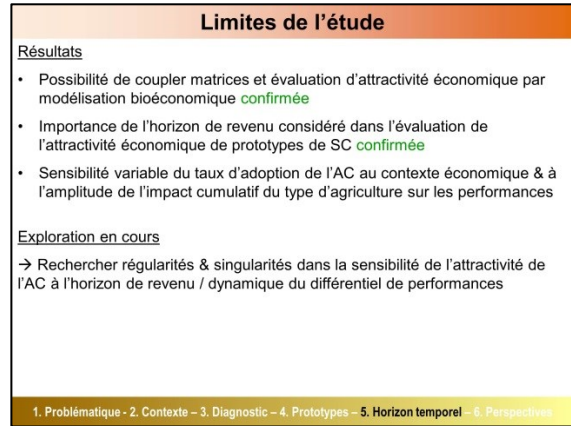 Limites de l'étude
Résultats
• Possibilité de coupler matrices et évaluation d'attractivité économique par
modélisation bioéconomique confirmée
• Importance de l'horizon de revenu considéré dans l'évaluation de
l'attractivité économique de prototypes de SC confirmée
• Sensibilité variable du taux d'adoption de l'AC au contexte économique & à
l'amplitude de l'impact cumulatif du type d'agriculture sur les performances
Exploration en cours
→ Rechercher régularités & singularités dans la sensibilité de l'attractivité de
l'AC à l'horizon de revenu / dynamique du différentiel de performances
1. Problématique - 2. Contexte – 3. Diagnostic – 4. Prototypes – 5. Horizon temporel – 6. Perspectives